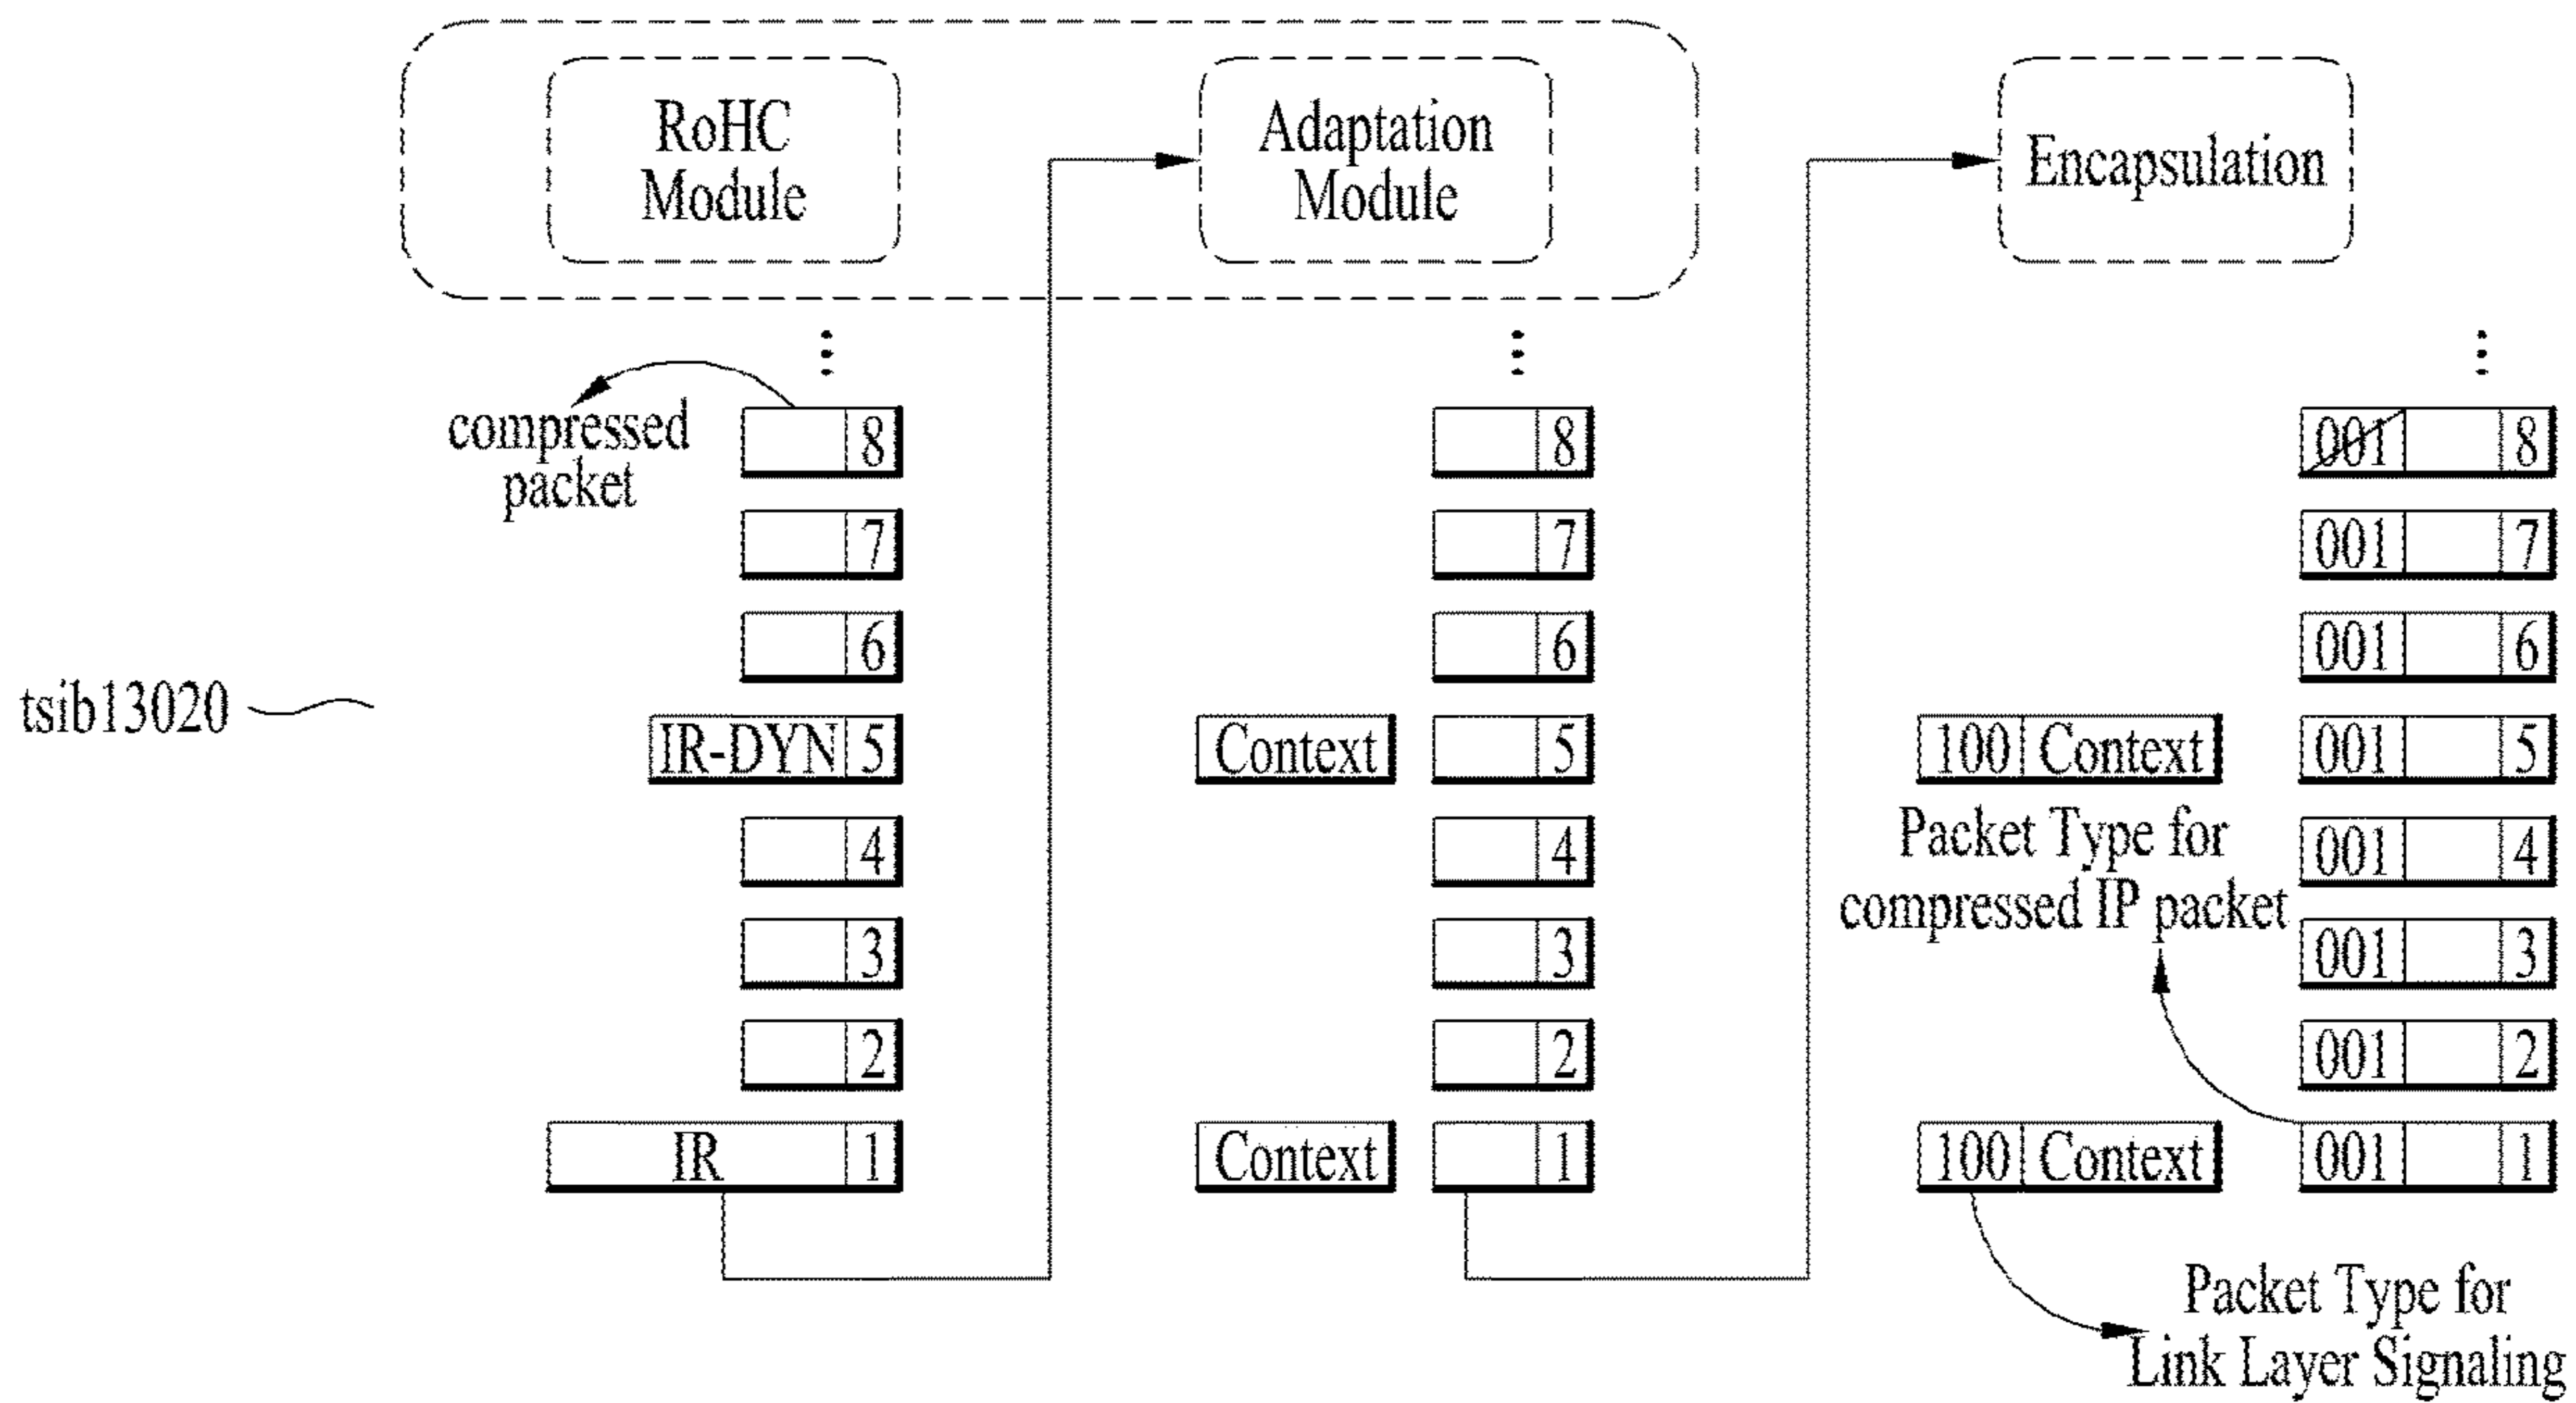 RoHC
Module
Adaptation
Module
Encapsulation
compressed
packet
8
8
001 8
7
7
001 7
6
6
001 6
tsib13020
IR-DYN 5
Context 5
100 Context 001 5
4
4
Packet Type for
compressed IP packet
001 4
3
3
001 3
2
2
001 2
IR 1
Context 1
100 Context 001 1
Packet Type for
Link Layer Signaling